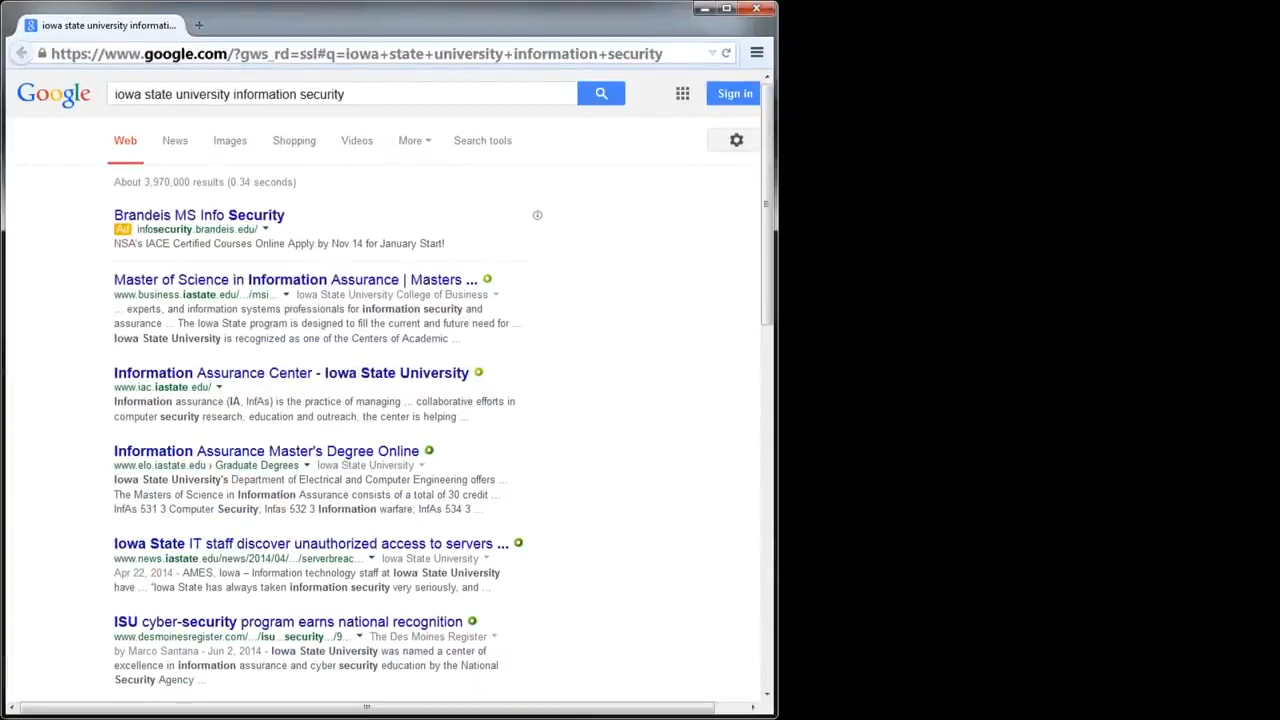 iowa state university informati...
https://www.google.com/?gws_rd=ssl#q=iowa+state+university+information+security
Google
iowa state university information security
Sign in
Web News Images Shopping Videos More Search tools
About 3,970,000 results (0.34 seconds)
Brandeis MS Info Security
Ad infosecurity.brandeis.edu/
NSA's IACE Certified Courses Online Apply by Nov 14 for January Start!
Master of Science in Information Assurance | Masters ...
www.business.iastate.edu/.../msi... Iowa State University College of Business
... experts, and information systems professionals for information security and
assurance ... The Iowa State program is designed to fill the current and future need for ...
Iowa State University is recognized as one of the Centers of Academic ...
Information Assurance Center - Iowa State University
www.iac.iastate.edu/
Information assurance (IA, InfAs) is the practice of managing ... collaborative efforts in
computer security research, education and outreach, the center is helping ...
Information Assurance Master's Degree Online
www.elo.iastate.edu › Graduate Degrees Iowa State University
Iowa State University's Department of Electrical and Computer Engineering offers ...
The Masters of Science in Information Assurance consists of a total of 30 credit ...
InfAs 531 3 Computer Security; Infas 532 3 Information warfare; InfAs 534 3 ...
Iowa State IT staff discover unauthorized access to servers ...
www.news.iastate.edu/news/2014/04/.../serverbreac... Iowa State University
Apr 22, 2014 - AMES, Iowa – Information technology staff at Iowa State University
have ... "Iowa State has always taken information security very seriously, and ...
ISU cyber-security program earns national recognition
www.desmoinesregister.com/.../isu...security.../9... The Des Moines Register
by Marco Santana - Jun 2, 2014 - Iowa State University was named a center of
excellence in information assurance and cyber security education by the National
Security Agency ...